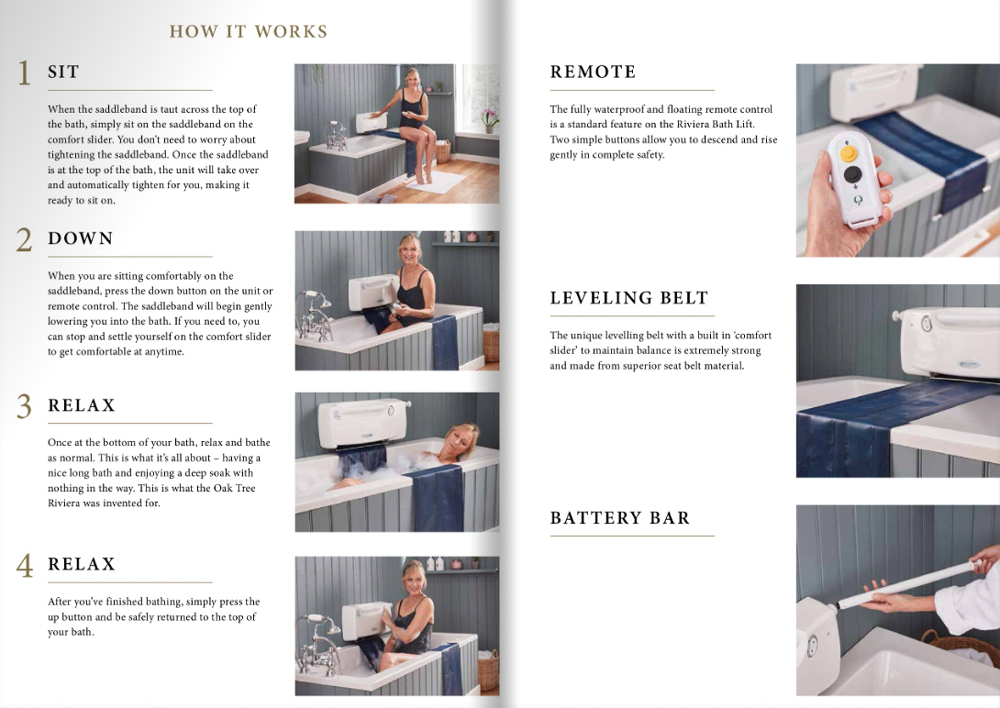 HOW IT WORKS
1 SIT
When the saddleband is taut across the top of
the bath, simply sit on the saddleband on the
comfort slider. You don't need to worry about
tightening the saddleband. Once the saddleband
is at the top of the bath, the unit will take over
and automatically tighten for you, making it
ready to sit on.
2 DOWN
When you are sitting comfortably on the
saddleband, press the down button on the unit or
remote control. The saddleband will begin gently
lowering you into the bath. If you need to, you
can stop and settle yourself on the comfort slider
to get comfortable at anytime.
3 RELAX
Once at the bottom of your bath, relax and bathe
as normal. This is what it's all about – having a
nice long bath and enjoying a deep soak with
nothing in the way. This is what the Oak Tree
Riviera was invented for.
4 RELAX
After you've finished bathing, simply press the
up button and be safely returned to the top of
your bath.
REMOTE
The fully waterproof and floating remote control
is a standard feature on the Riviera Bath Lift.
Two simple buttons allow you to descend and rise
gently in complete safety.
LEVELING BELT
The unique levelling belt with a built in 'comfort
slider' to maintain balance is extremely strong
and made from superior seat belt material.
BATTERY BAR